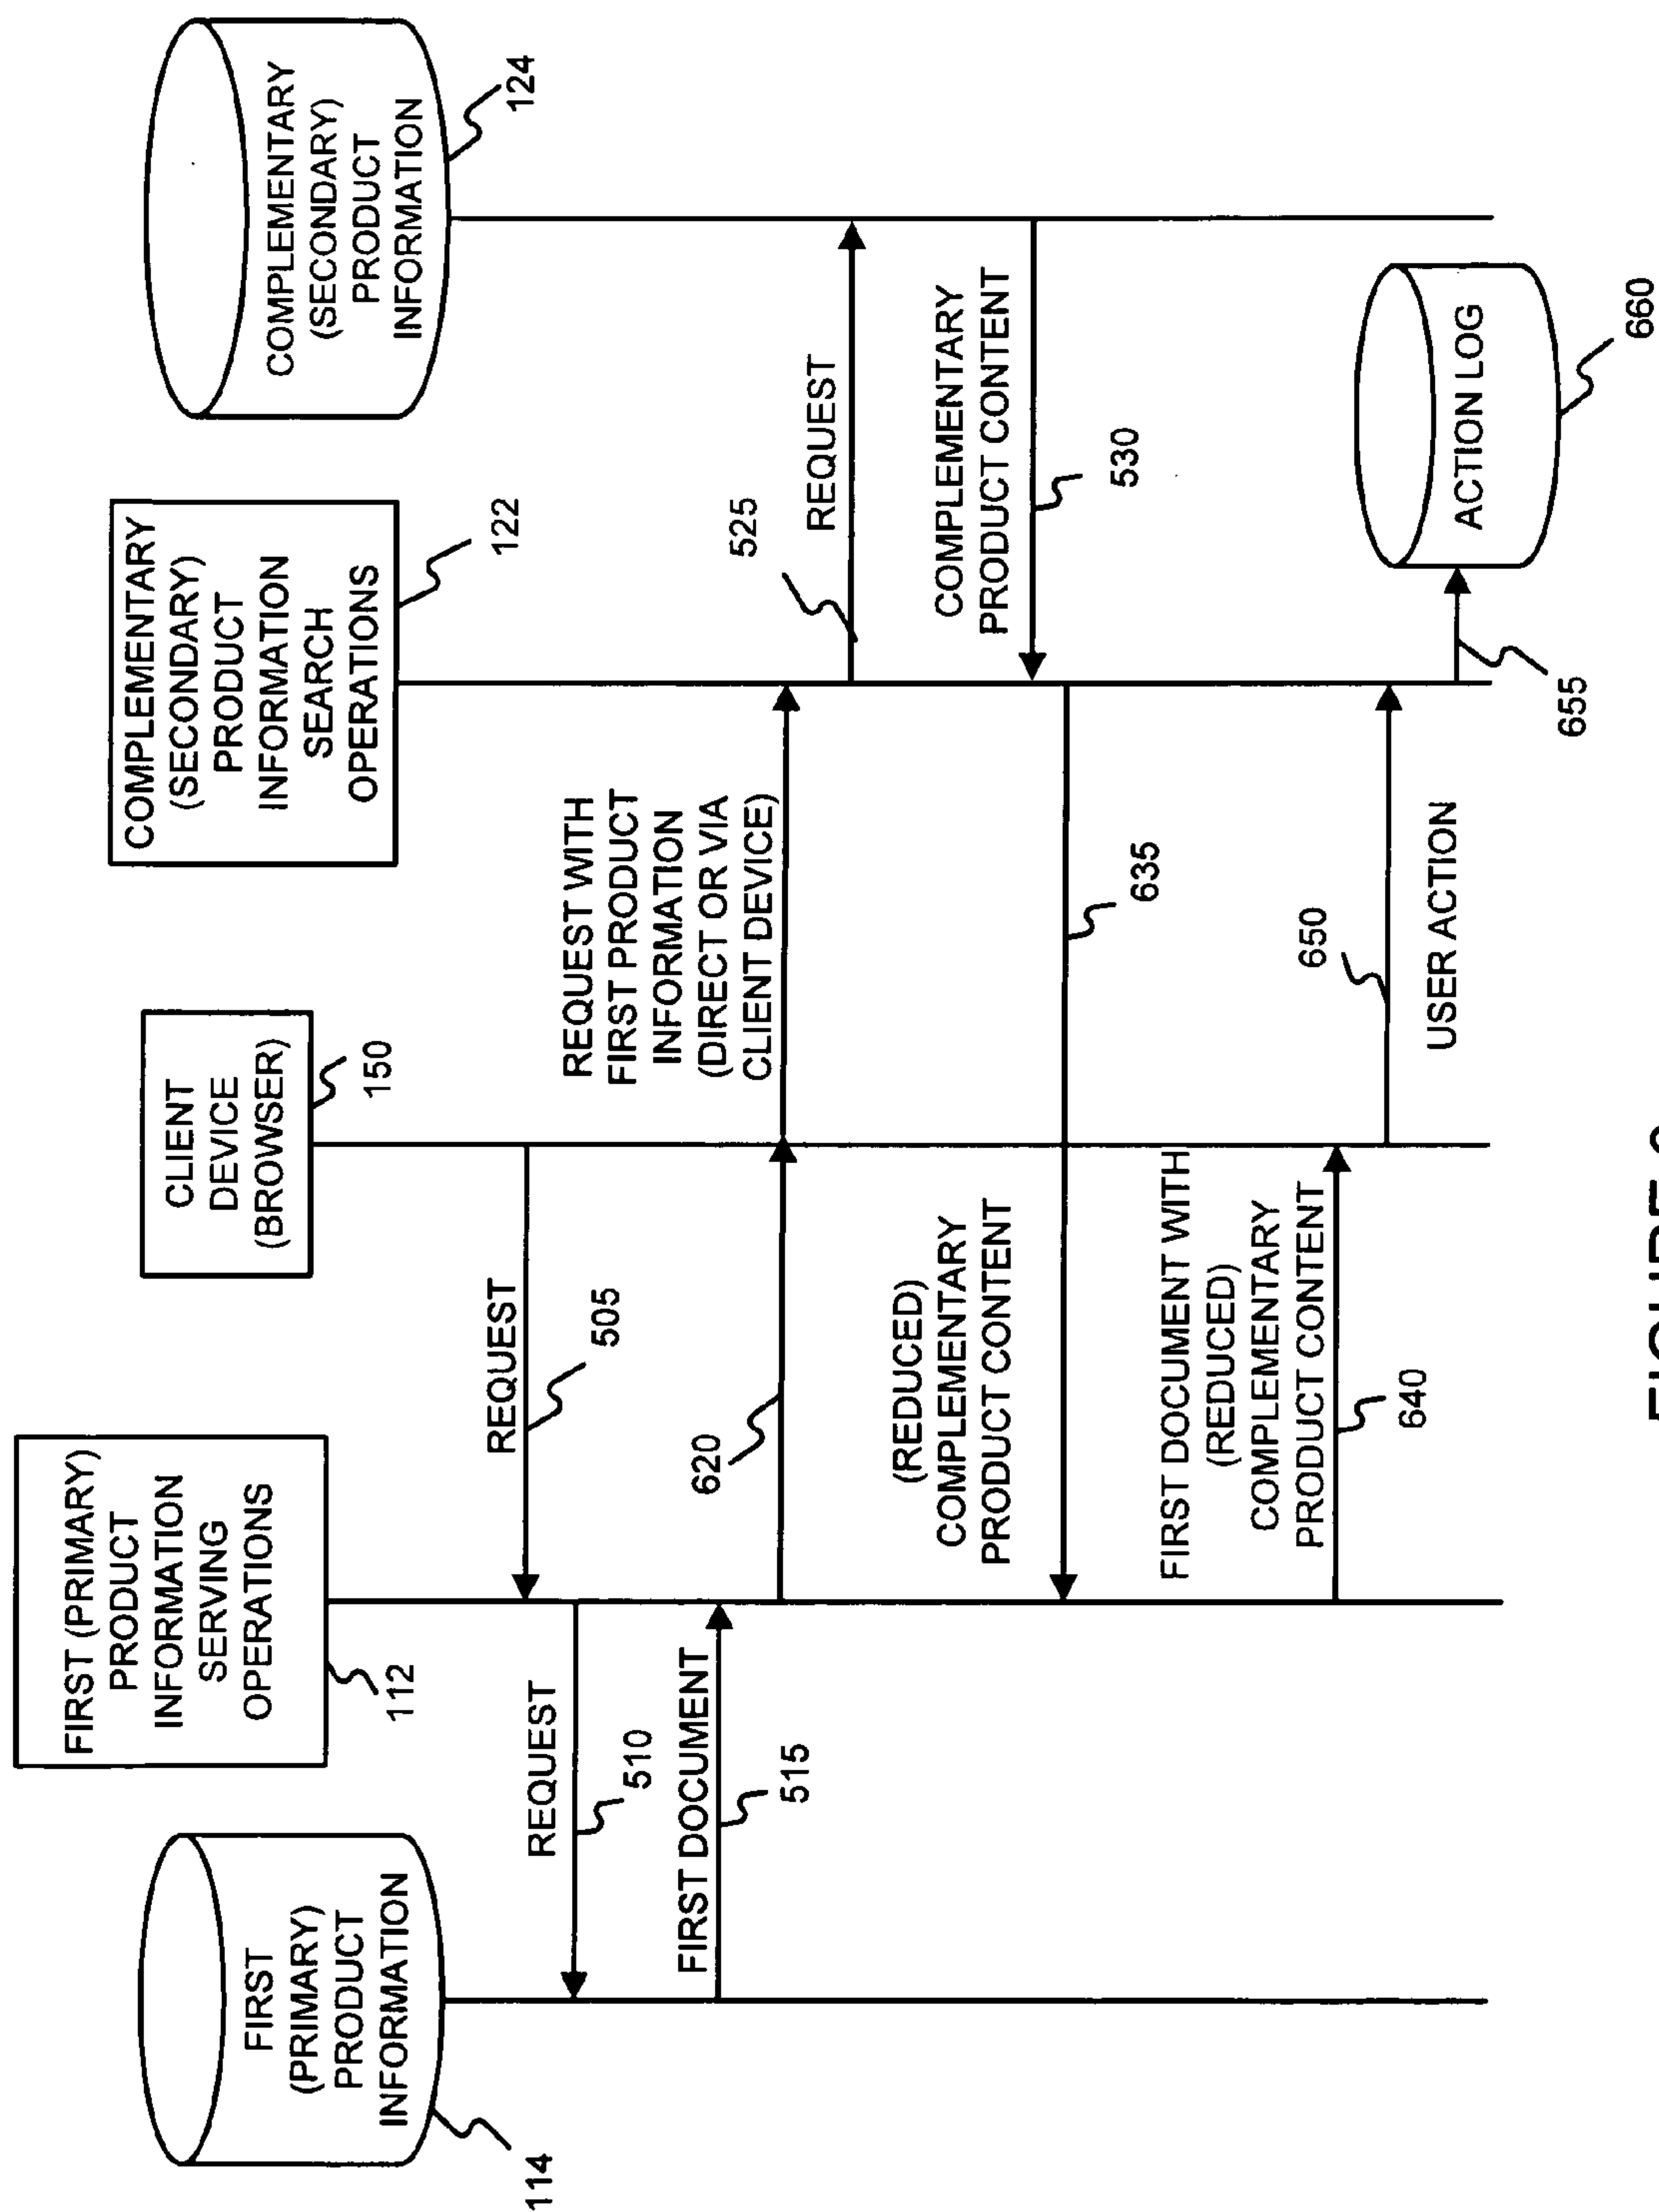 FIRST
(PRIMARY)
PRODUCT
INFORMATION
114
FIRST (PRIMARY)
PRODUCT
INFORMATION
SERVING
OPERATIONS
112
CLIENT
DEVICE
(BROWSER)
150
COMPLEMENTARY
(SECONDARY)
PRODUCT
INFORMATION
SEARCH
OPERATIONS
122
COMPLEMENTARY
(SECONDARY)
PRODUCT
INFORMATION
124
REQUEST
505
REQUEST
510
FIRST DOCUMENT
515
REQUEST WITH
FIRST PRODUCT
INFORMATION
(DIRECT OR VIA
CLIENT DEVICE)
620
525
REQUEST
COMPLEMENTARY
PRODUCT CONTENT
530
(REDUCED)
COMPLEMENTARY
PRODUCT CONTENT
635
FIRST DOCUMENT WITH
(REDUCED)
COMPLEMENTARY
PRODUCT CONTENT
640
650
USER ACTION
655
ACTION LOG
660